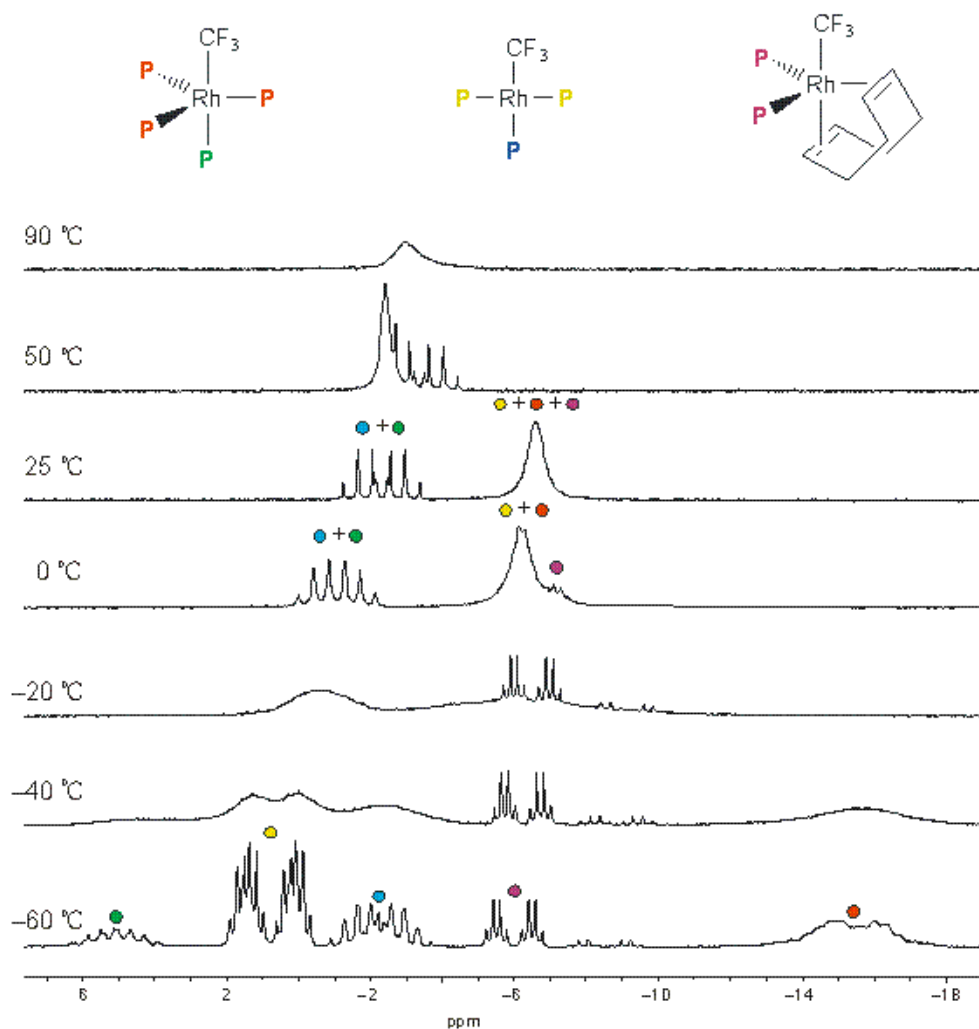 CF3
P
Rh
P
P
P
CF3
P
Rh
P
P
CF3
P
Rh
P
90 °C
50 °C
+ +
+
25 °C
+
+
0 °C
–20 °C
–40 °C
–60 °C
6 2 -2 -6 -10 -14 -18
ppm